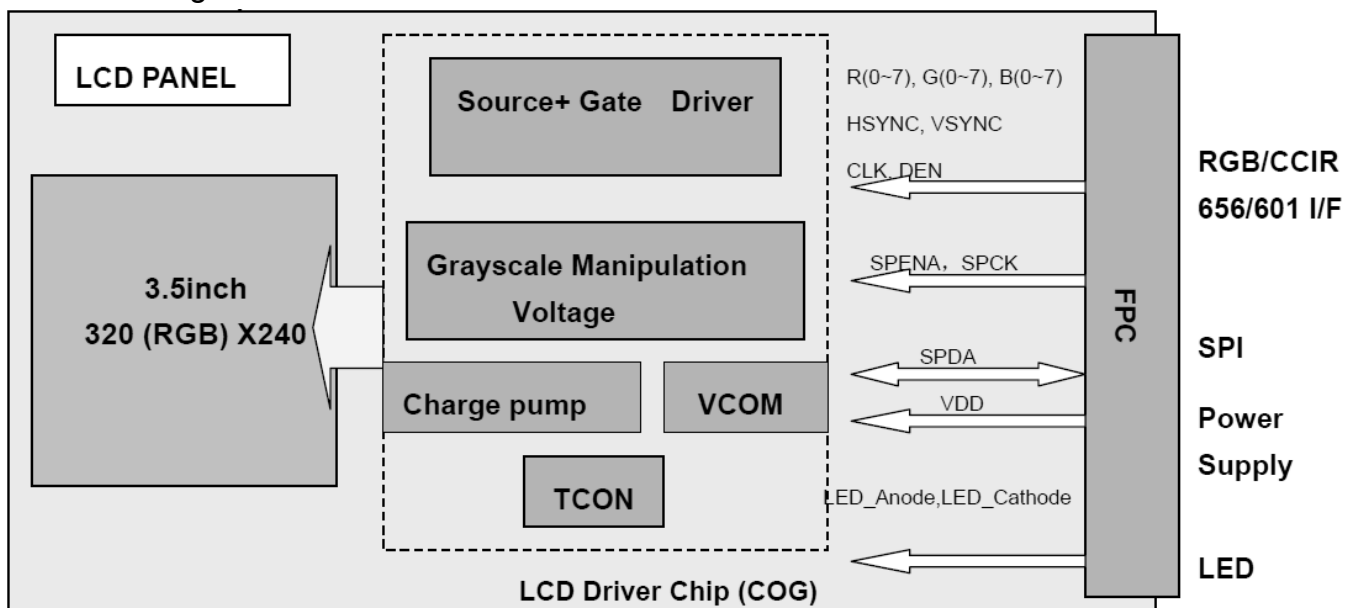 LCD PANEL
Source+ Gate Driver
R(0~7), G(0~7), B(0~7)
HSYNC, VSYNC
CLK, DEN
RGB/CCIR
656/601 I/F
Grayscale Manipulation
Voltage
SPENA，SPCK
3.5inch
320 (RGB) X240
FPC
SPDA
SPI
Charge pump
VCOM
VDD
Power
Supply
TCON
LED_Anode,LED_Cathode
LED
LCD Driver Chip (COG)